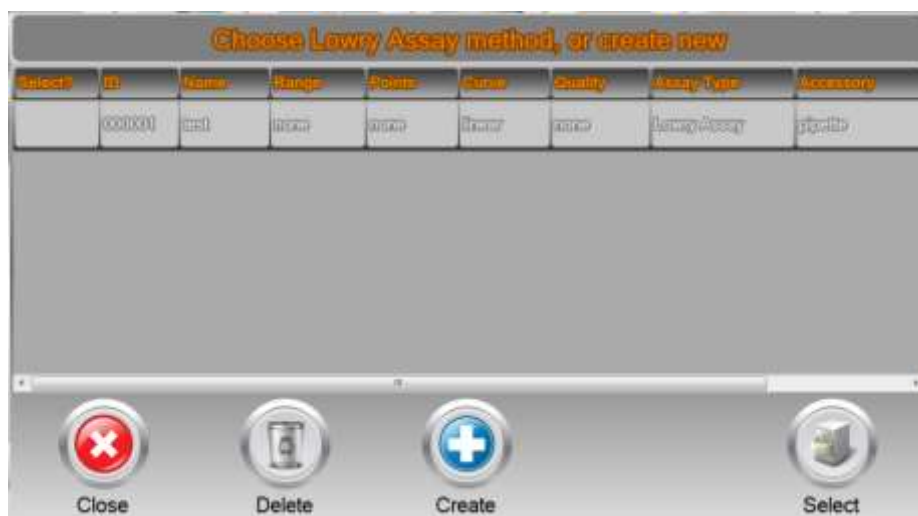 Choose Lowry Assay method, or create new
Select? ID Name Range Points Curve Quality Assay Type Accessory
000001 test none none linear none Lowry Assay pipette
Close Delete Create Select